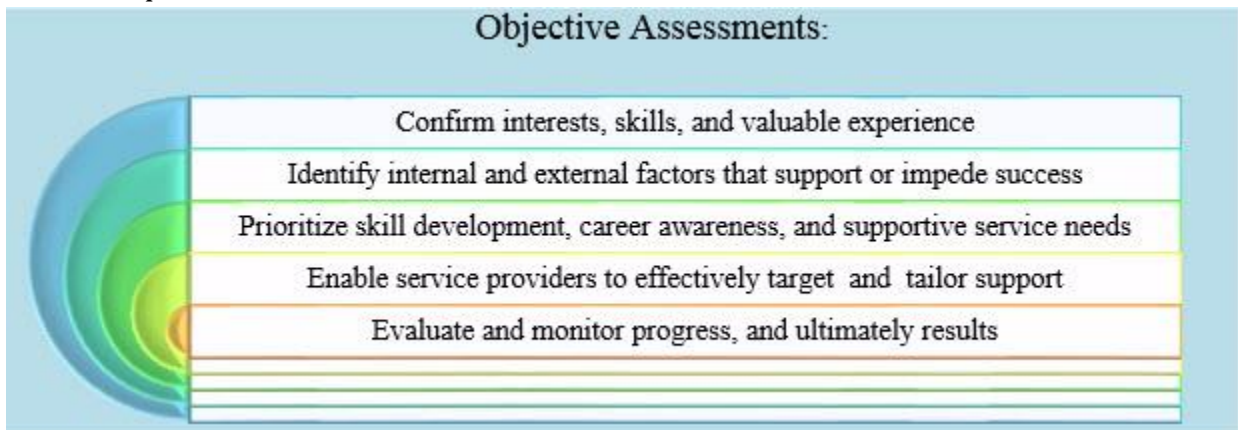 Objective Assessments:
Confirm interests, skills, and valuable experience
Identify internal and external factors that support or impede success
Prioritize skill development, career awareness, and supportive service needs
Enable service providers to effectively target and tailor support
Evaluate and monitor progress, and ultimately results